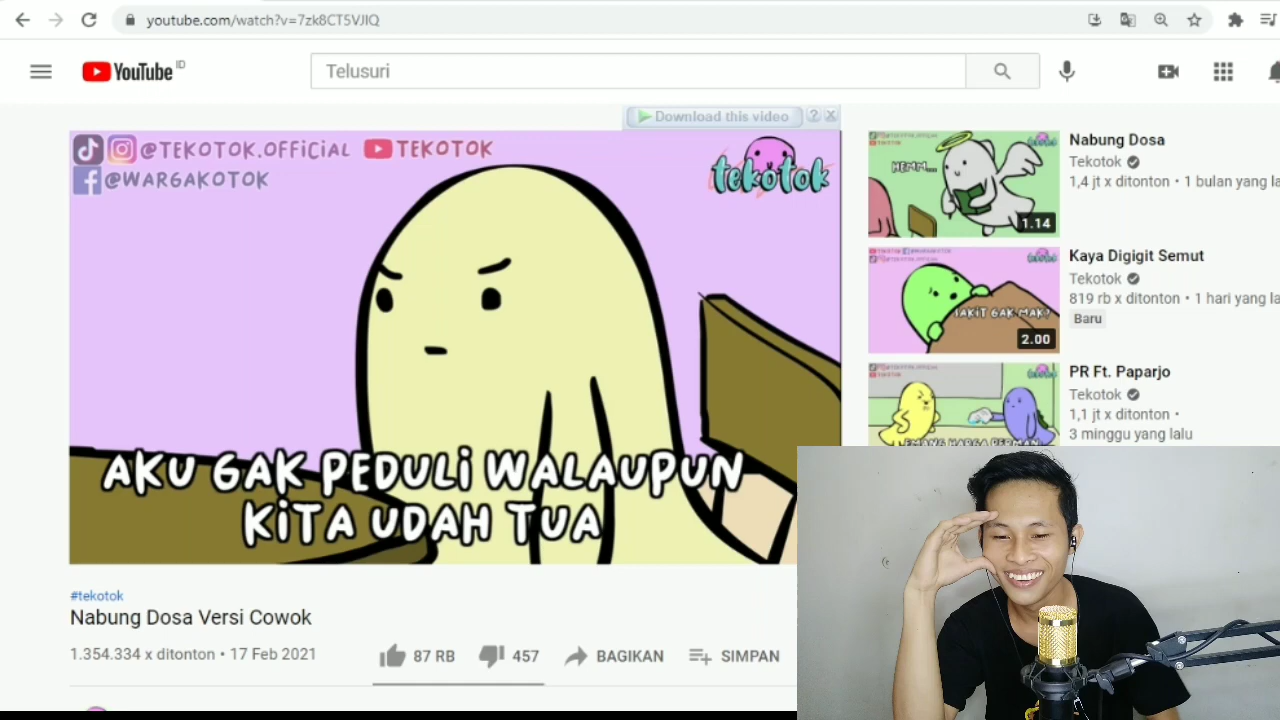 youtube.com/watch?v=7zk8CT5VJIQ
YouTube ID
Telusuri
Download this video ? X
@TEKOTOK.OFFICIAL TEKOTOK
@WARGAKOTOK
tekotok
AKU GAK PEDULI WALAUPUN
KITA UDAH TUA
#tekotok
Nabung Dosa Versi Cowok
1.354.334 x ditonton • 17 Feb 2021
87 RB 457 BAGIKAN SIMPAN
HEMM...
1.14
Nabung Dosa
Tekotok
1,4 jt x ditonton • 1 bulan yang la
SAKIT GAK MAK?
2.00
Kaya Digigit Semut
Tekotok
819 rb x ditonton • 1 hari yang la
Baru
EMANG HARGA PERMAN
PR Ft. Paparjo
Tekotok
1,1 jt x ditonton •
3 minggu yang lalu